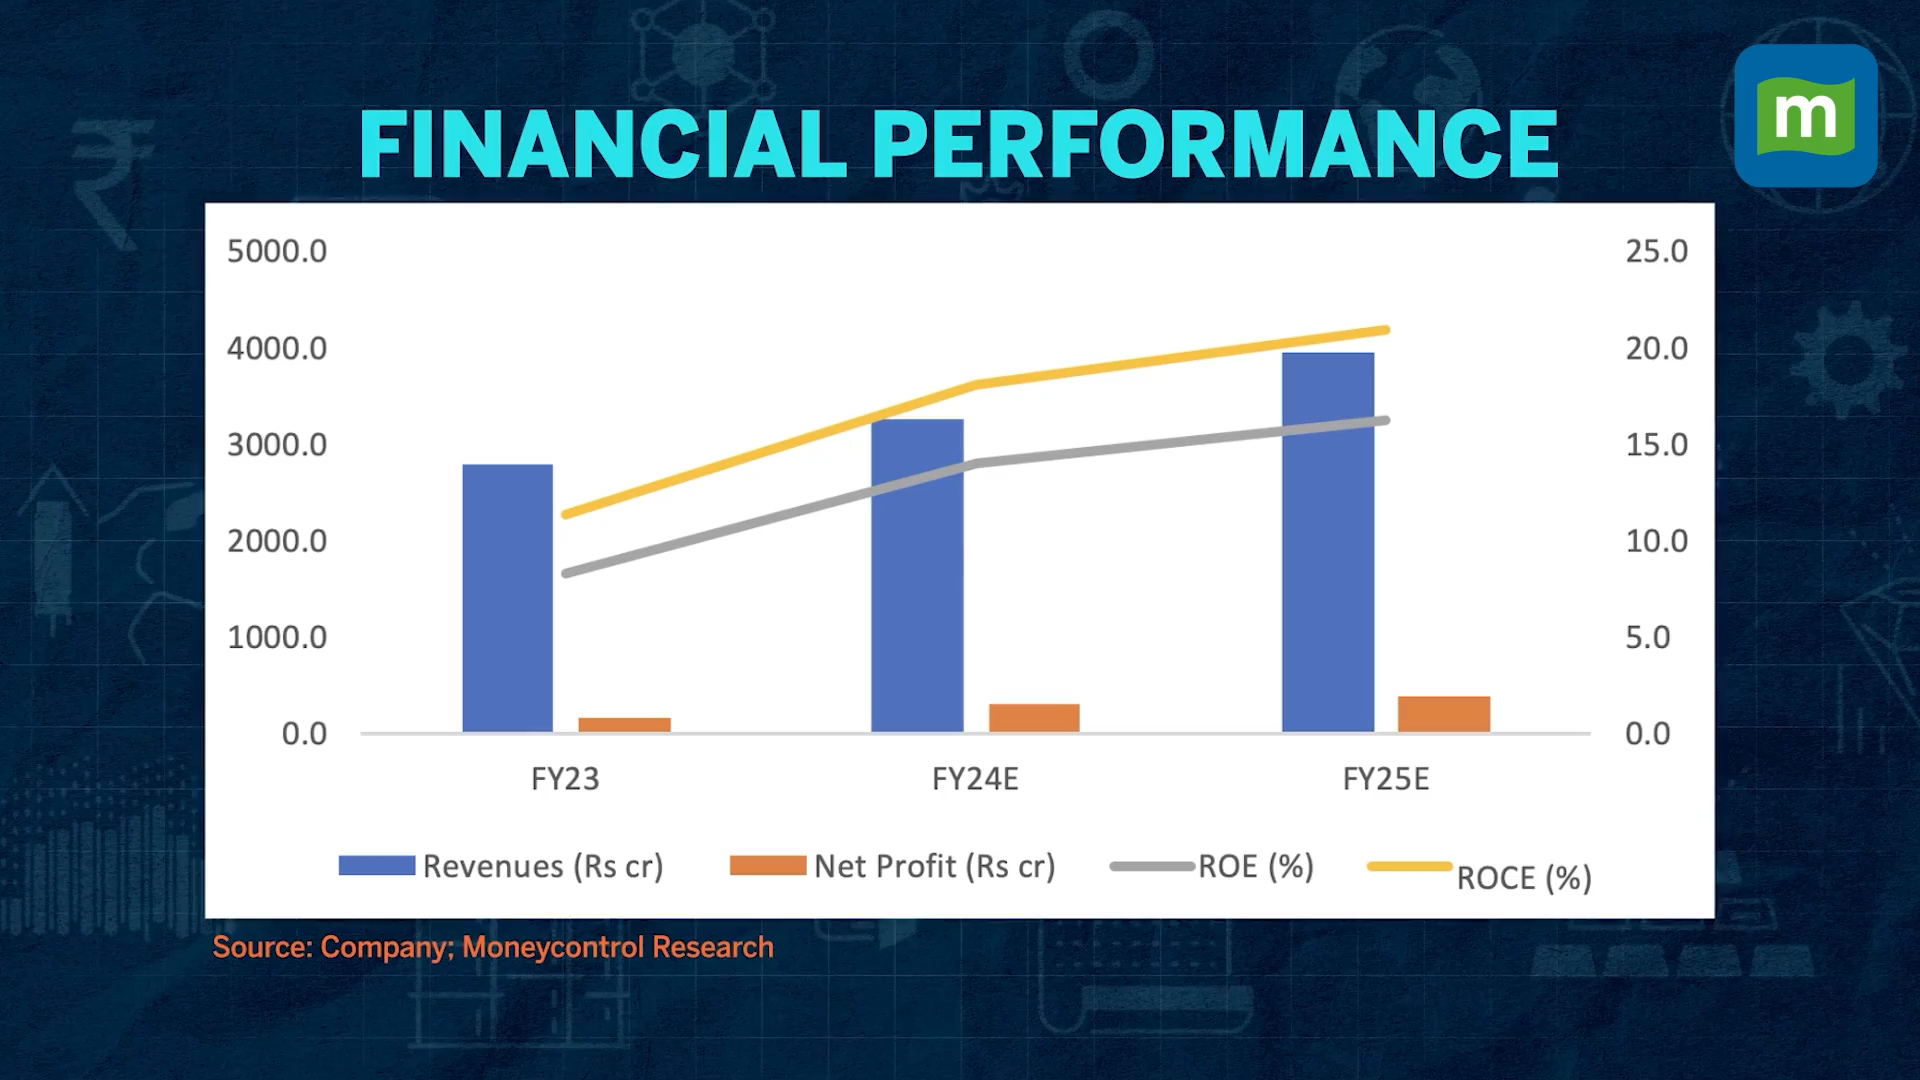 m
FINANCIAL PERFORMANCE
5000.0
4000.0
3000.0
2000.0
1000.0
0.0
25.0
20.0
15.0
10.0
5.0
0.0
FY23 FY24E FY25E
Revenues (Rs cr) Net Profit (Rs cr) ROE (%) ROCE (%)
Source: Company; Moneycontrol Research